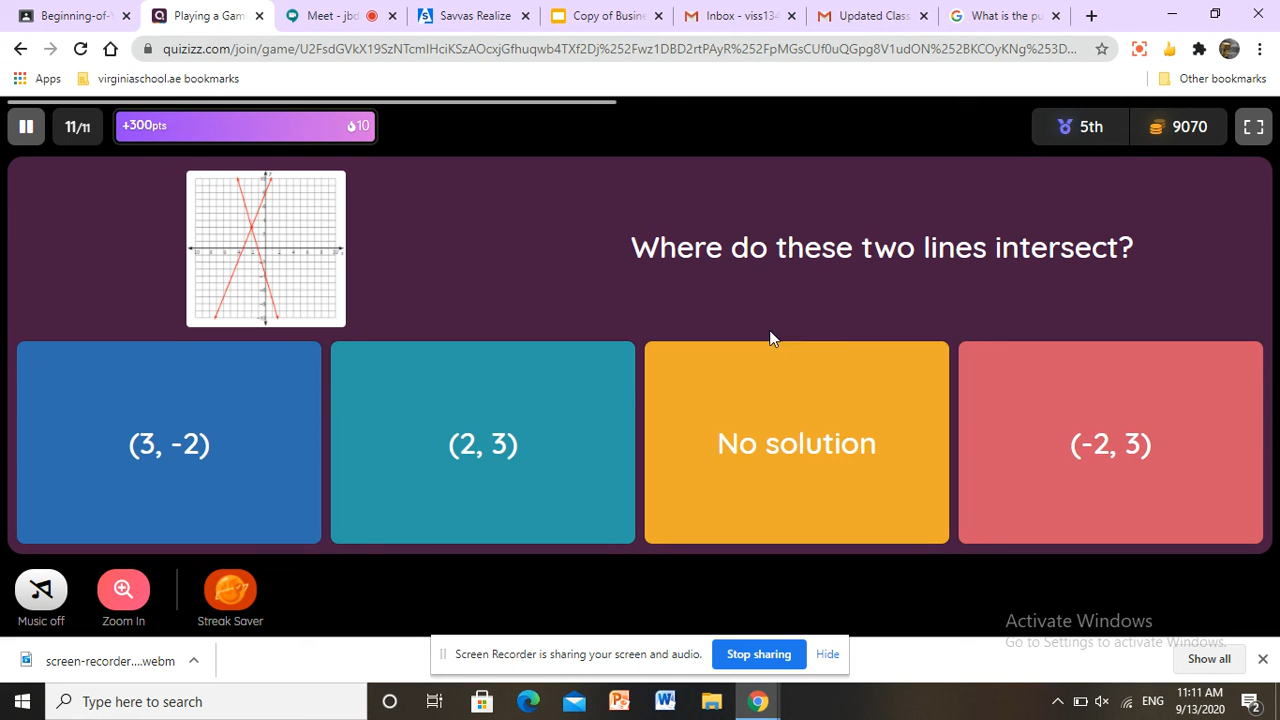 Beginning-of-Y
Playing a Gam
Meet - jbd
Savvas Realize
Copy of Busine
Inbox - viss134
Updated Class
What is the pu
quizizz.com/join/game/U2FsdGVkX19SzNTcmIHnKSzAOcxjGfhnqwb4TXf2Dj%252Fwz1DBD2rtPAyR%252FpMGsCUf0uQGpg5V1udON%252BKCOyKNg%253D...
Apps
virginiaschool.ae bookmarks
Other bookmarks
11/11
+300pts
10
5th
9070
Where do these two lines intersect?
(3, -2)
(2, 3)
No solution
(-2, 3)
Music off
Zoom In
Streak Saver
Activate Windows
Go to Settings to activate Windows.
Screen Recorder is sharing your screen and audio.
Stop sharing
Hide
screen-recorder....webm
Show all
Type here to search
ENG
11:11 AM
9/13/2020
2